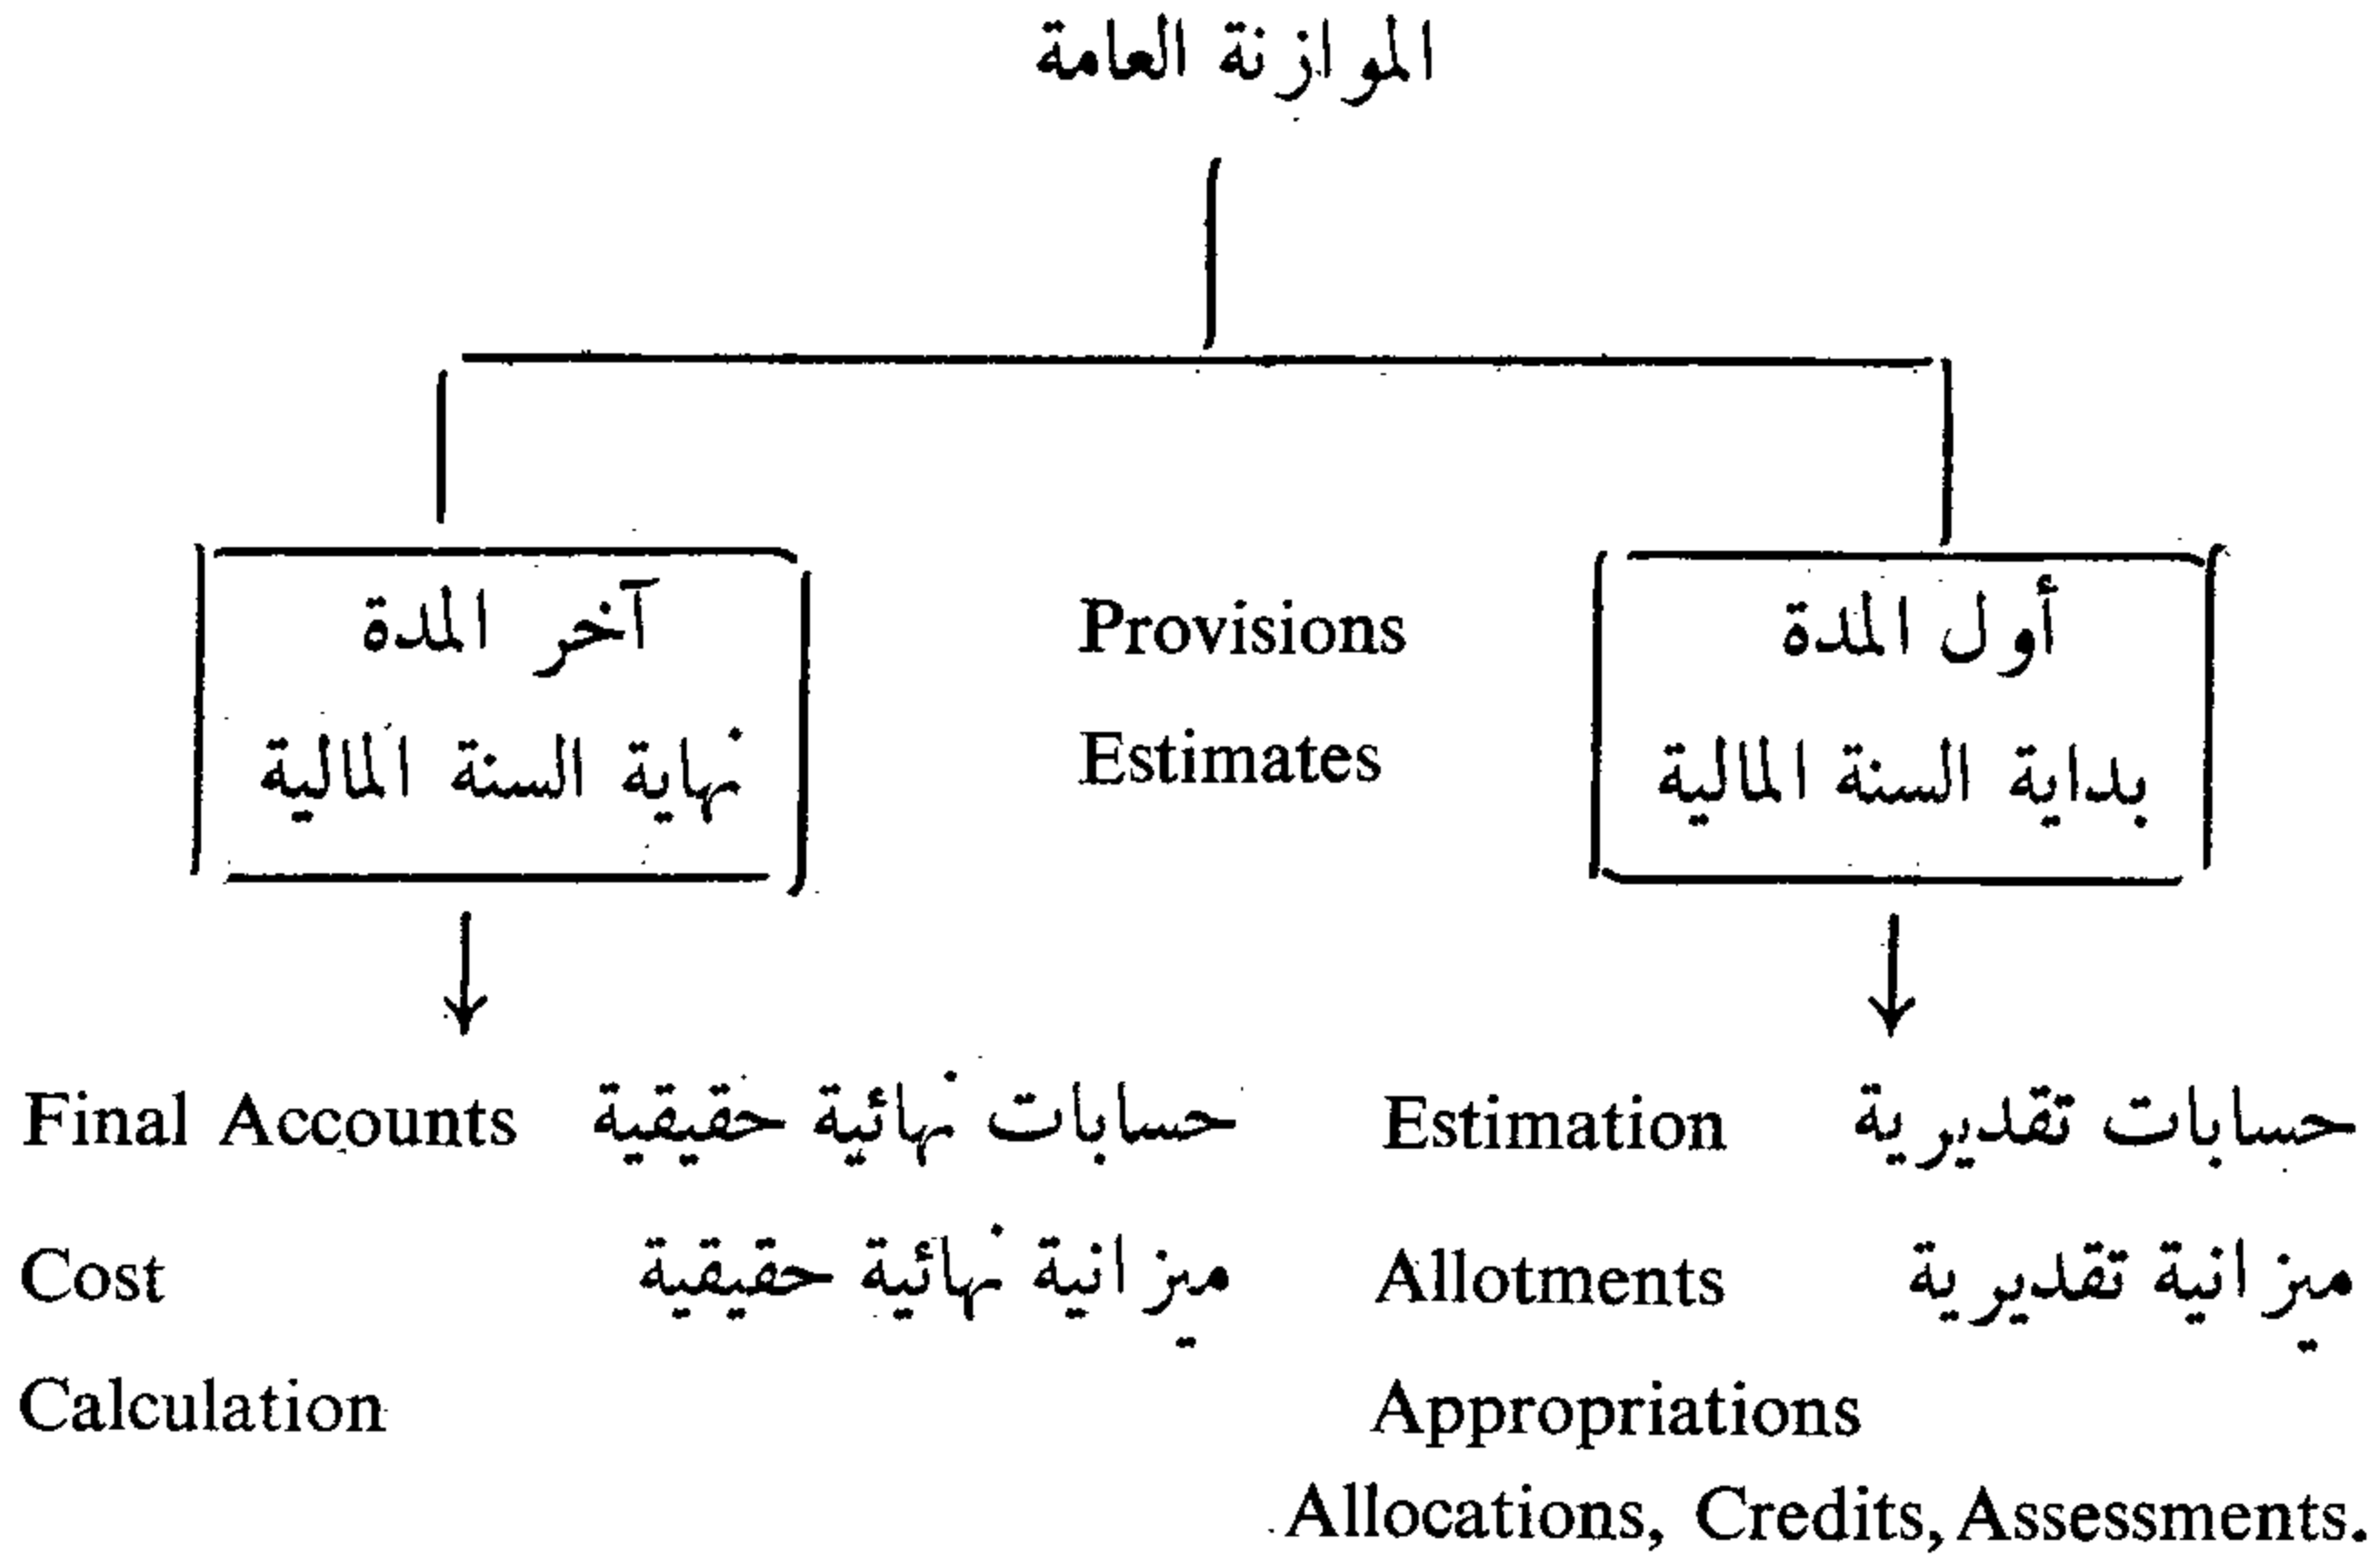 الموازنة العامة
أول المدة
بداية السنة المالية
Provisions
Estimates
آخر المدة
نهاية السنة المالية
حسابات تقديرية Estimation
ميزانية تقديرية Allotments
Appropriations
Allocations, Credits, Assessments.
حسابات نهائية حقيقية Final Accounts
ميزانية نهائية حقيقية Cost
Calculation